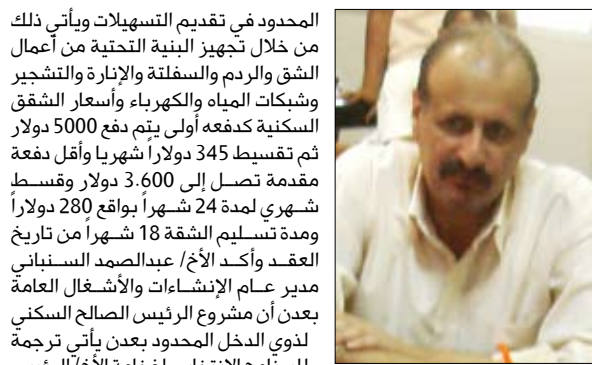 المحدود في تقديم التسهيلات ويأتي ذلك
من خلال تجهيز البنية التحتية من أعمال
الشق والردم والسفلتة والإنارة والتشجير
وشبكات المياه والكهرباء وأسعار الشقق
السكنية كدفعه أولى يتم دفع 5000 دولار
ثم تقسيط 345 دولاراً شهريا وأقل دفعة
مقدمة تصل إلى 3.600 دولار وقسط
شهري لمدة 24 شهراً بواقع 280 دولاراً
ومدة تسليم الشقة 18 شهراً من تاريخ
العقد وأكد الأخ/ عبدالصمد السنباني
مدير عام الإنشاءات والأشغال العامة
بعدن أن مشروع الرئيس الصالح السكني
لذوي الدخل المحدود بعدن يأتي ترجمة